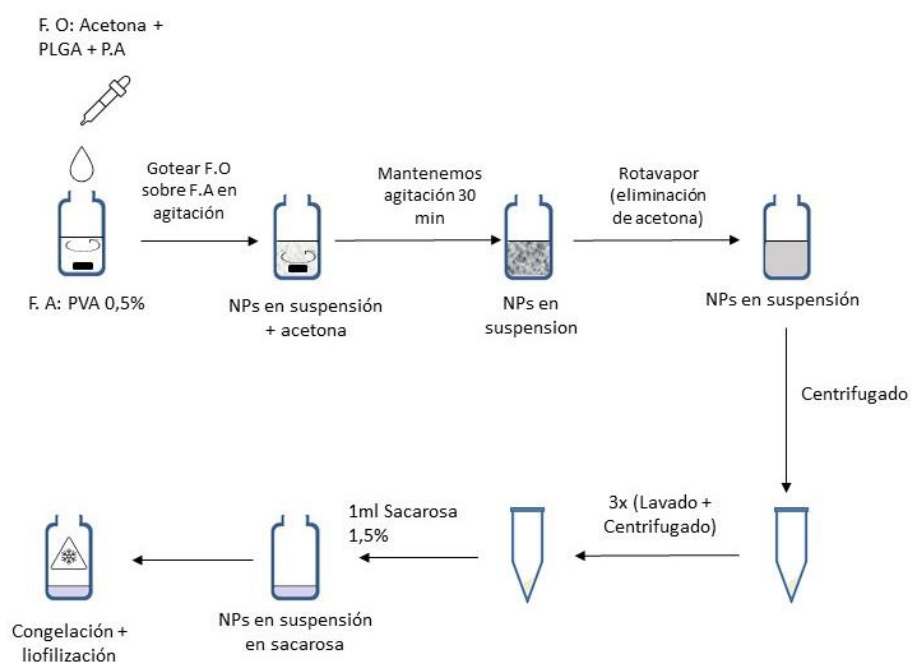 F. O: Acetona +
PLGA + P.A
Gotear F.O
sobre F.A en
agitación
Mantenemos
agitación 30
min
Rotavapor
(eliminación
de acetona)
F. A: PVA 0,5%
NPs en suspensión
+ acetona
NPs en
suspension
NPs en suspensión
Centrifugado
3x (Lavado +
Centrifugado)
1ml Sacarosa
1,5%
NPs en suspensión
en sacarosa
Congelación +
liofilización